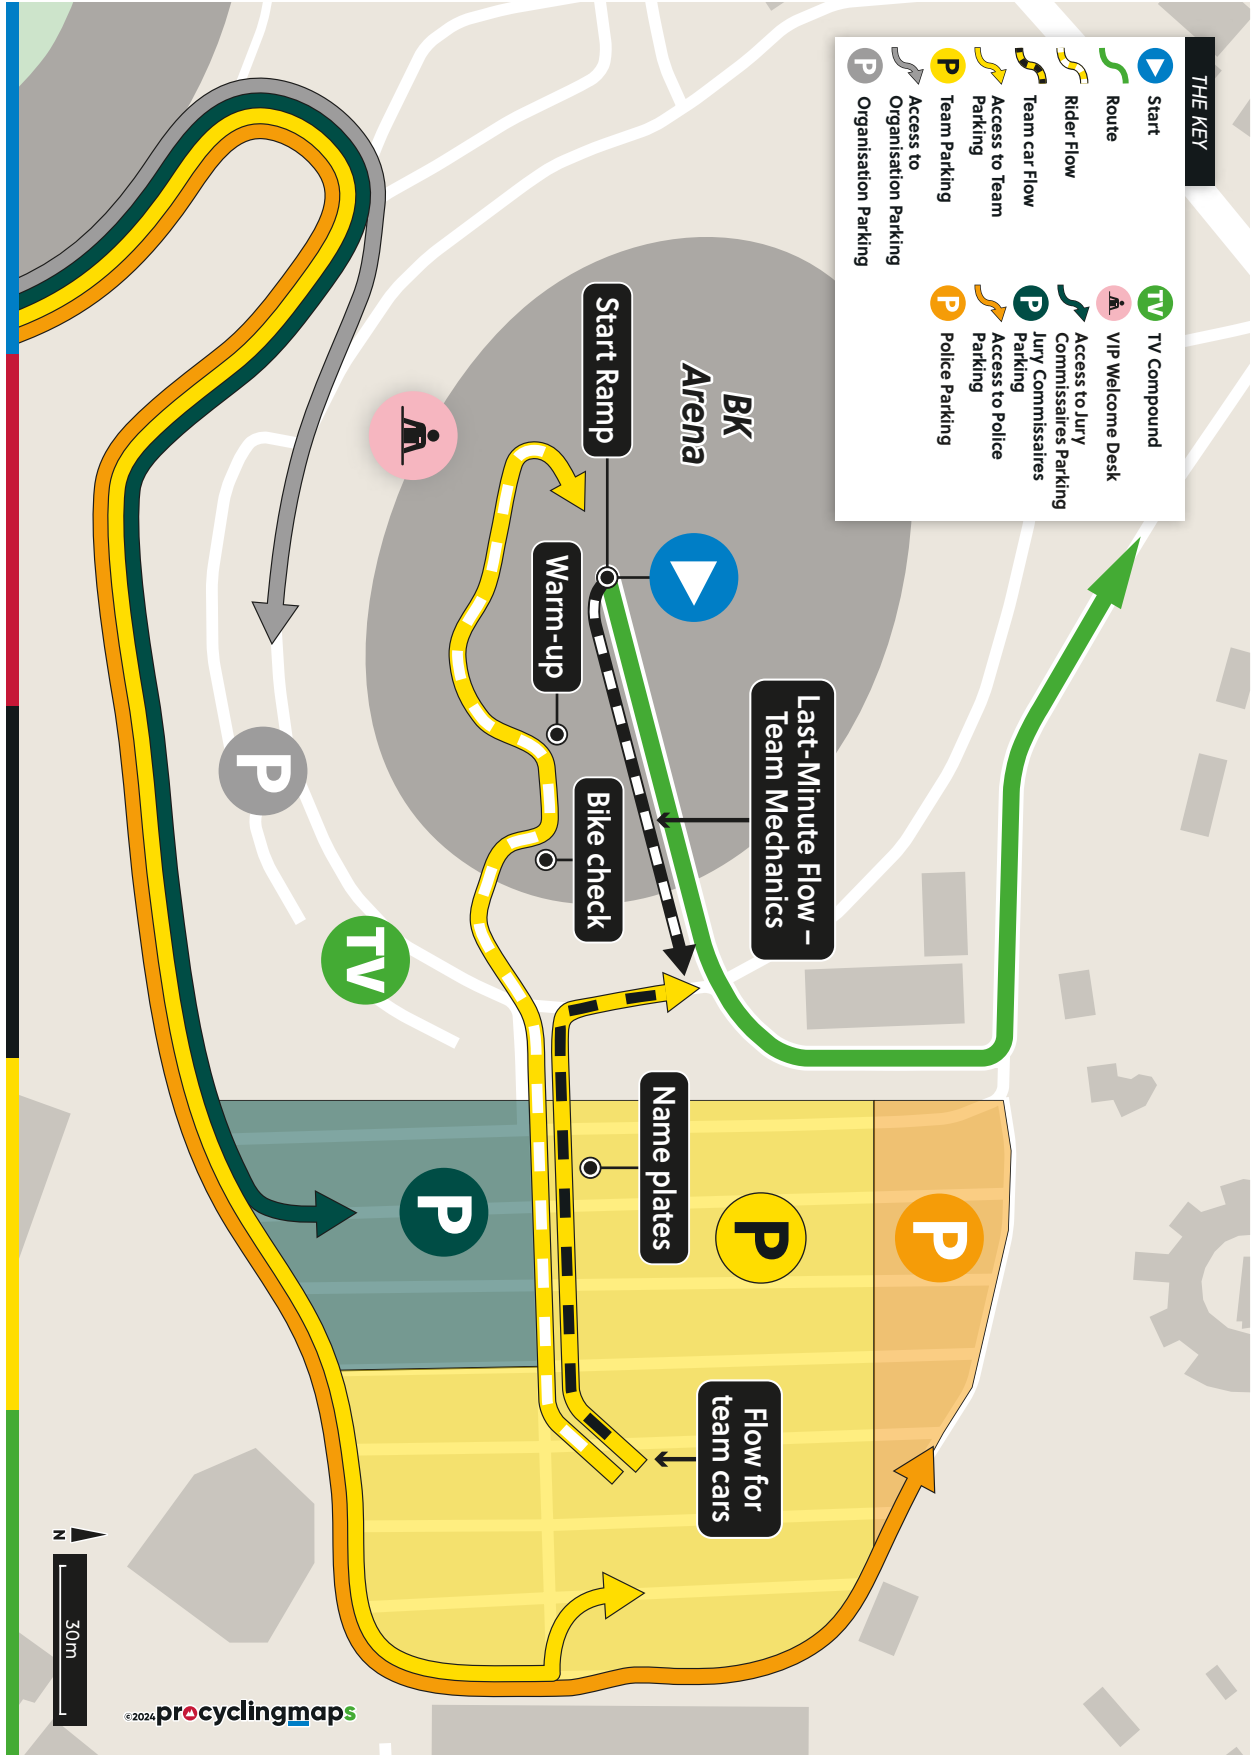 THE KEY
Start
Route
Rider Flow
Team car Flow
Access to Team
Parking
P
Team Parking
Access to
Organisation Parking
P
Organisation Parking
TV
TV Compound
VIP Welcome Desk
Access to Jury
Commissaires Parking
P
Jury Commissaires
Parking
Access to Police
Parking
P
Police Parking
BK
Arena
Start Ramp
Warm-up
Bike check
Last-Minute Flow –
Team Mechanics
Name plates
Flow for
team cars
P
TV
P
P
P
N
30m
©2024 procyclingmaps